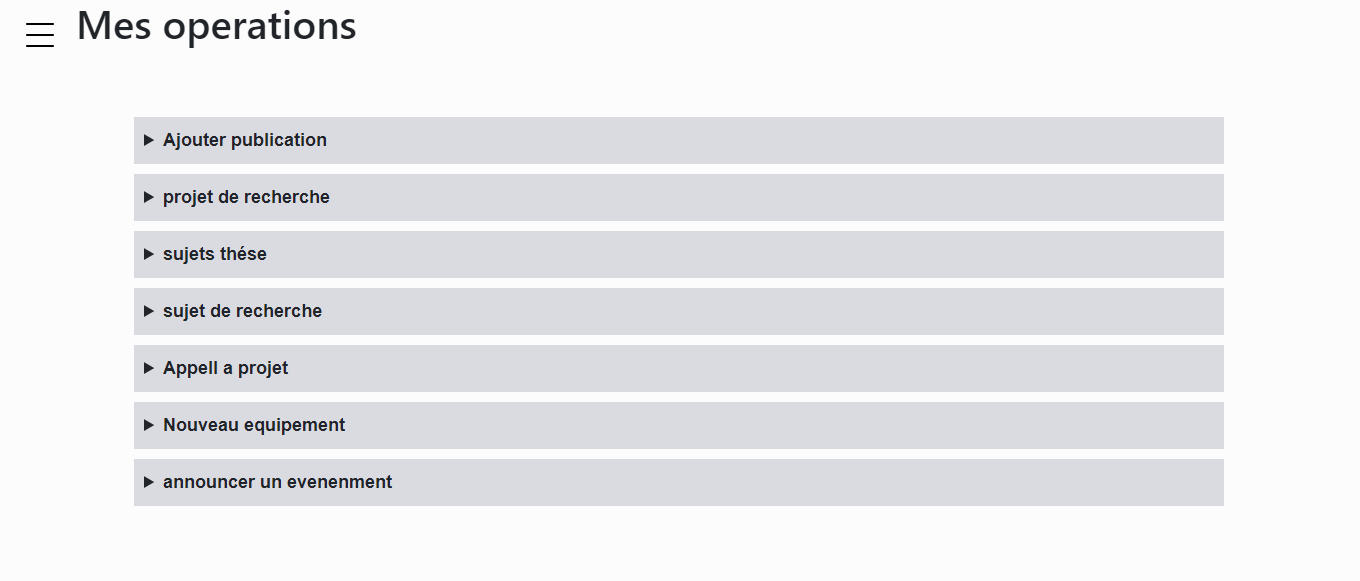 Mes operations
Ajouter publication
projet de recherche
sujets thése
sujet de recherche
Appell a projet
Nouveau equipement
announcer un evenenment